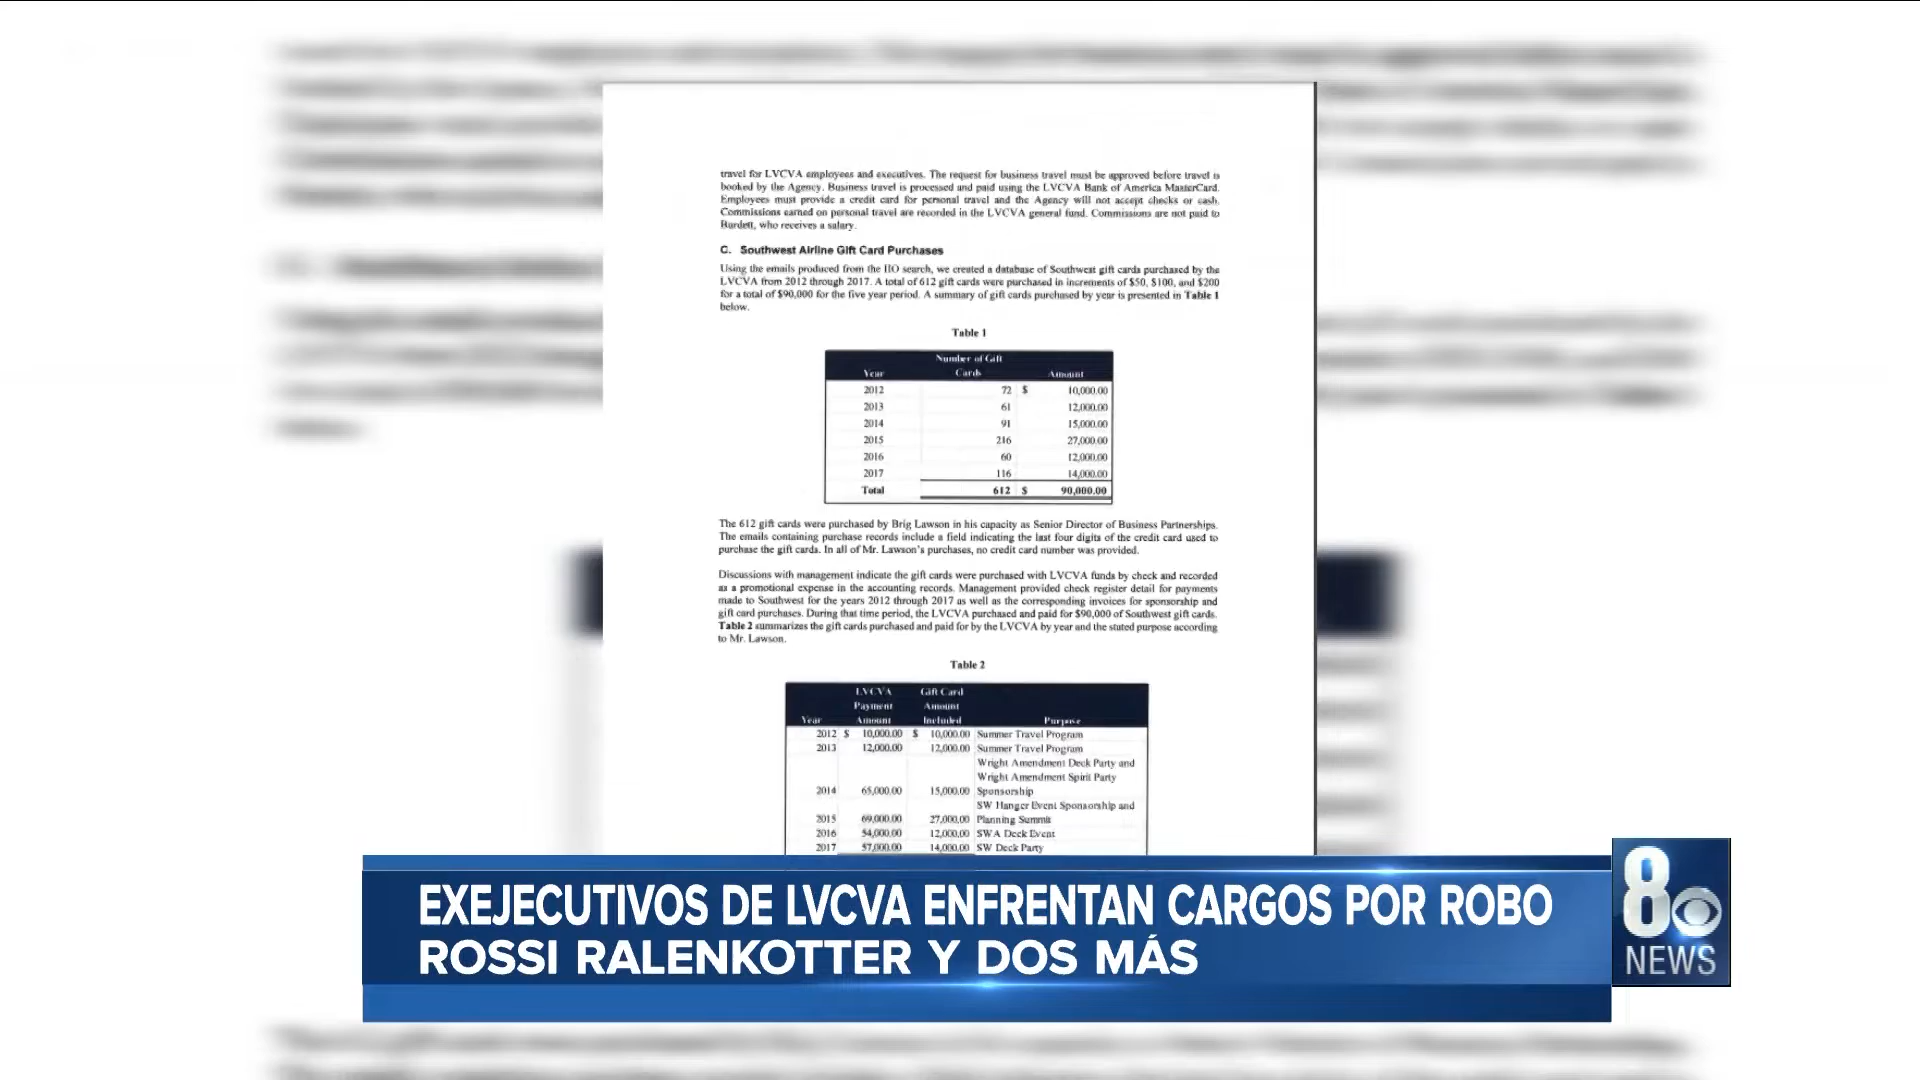 travel for LVCVA employees and executives. The request for business travel must be approved before travel is
booked by the Agency. Business travel is processed and paid using the LVCVA Bank of America MasterCard.
Employees must provide a credit card for personal travel and the Agency will not accept checks or cash.
Commissions earned on personal travel are recorded in the LVCVA general fund. Commissions are not paid to
Burdett, who receives a salary.
C. Southwest Airline Gift Card Purchases
Using the emails produced from the IIO search, we created a database of Southwest gift cards purchased by the
LVCVA from 2012 through 2017. A total of 612 gift cards were purchased in increments of $50, $100, and $200
for a total of $90,000 for the five year period. A summary of gift cards purchased by year is presented in Table 1
below.
Table 1
Number of Gift
Year Cards Amount
2012 72 $ 10,000.00
2013 61 12,000.00
2014 91 15,000.00
2015 216 27,000.00
2016 60 12,000.00
2017 116 14,000.00
Total 612 $ 90,000.00
The 612 gift cards were purchased by Brig Lawson in his capacity as Senior Director of Business Partnerships.
The emails containing purchase records include a field indicating the last four digits of the credit card used to
purchase the gift cards. In all of Mr. Lawson's purchases, no credit card number was provided.
Discussions with management indicate the gift cards were purchased with LVCVA funds by check and recorded
as a promotional expense in the accounting records. Management provided check register detail for payments
made to Southwest for the years 2012 through 2017 as well as the corresponding invoices for sponsorship and
gift card purchases. During that time period, the LVCVA purchased and paid for $90,000 of Southwest gift cards.
Table 2 summarizes the gift cards purchased and paid for by the LVCVA by year and the stated purpose according
to Mr. Lawson.
Table 2
LVCVA Gift Card
Payment Amount
Year Amount Included Purpose
2012 $ 10,000.00 $ 10,000.00 Summer Travel Program
2013 12,000.00 12,000.00 Summer Travel Program
Wright Amendment Deck Party and
Wright Amendment Spirit Party
2014 65,000.00 15,000.00 Sponsorship
SW Hanger Event Sponsorship and
2015 69,000.00 27,000.00 Planning Summit
2016 54,000.00 12,000.00 SWA Deck Event
2017 57,000.00 14,000.00 SW Deck Party
EXEJECUTIVOS DE LVCVA ENFRENTAN CARGOS POR ROBO
ROSSI RALENKOTTER Y DOS MÁS
8
NEWS